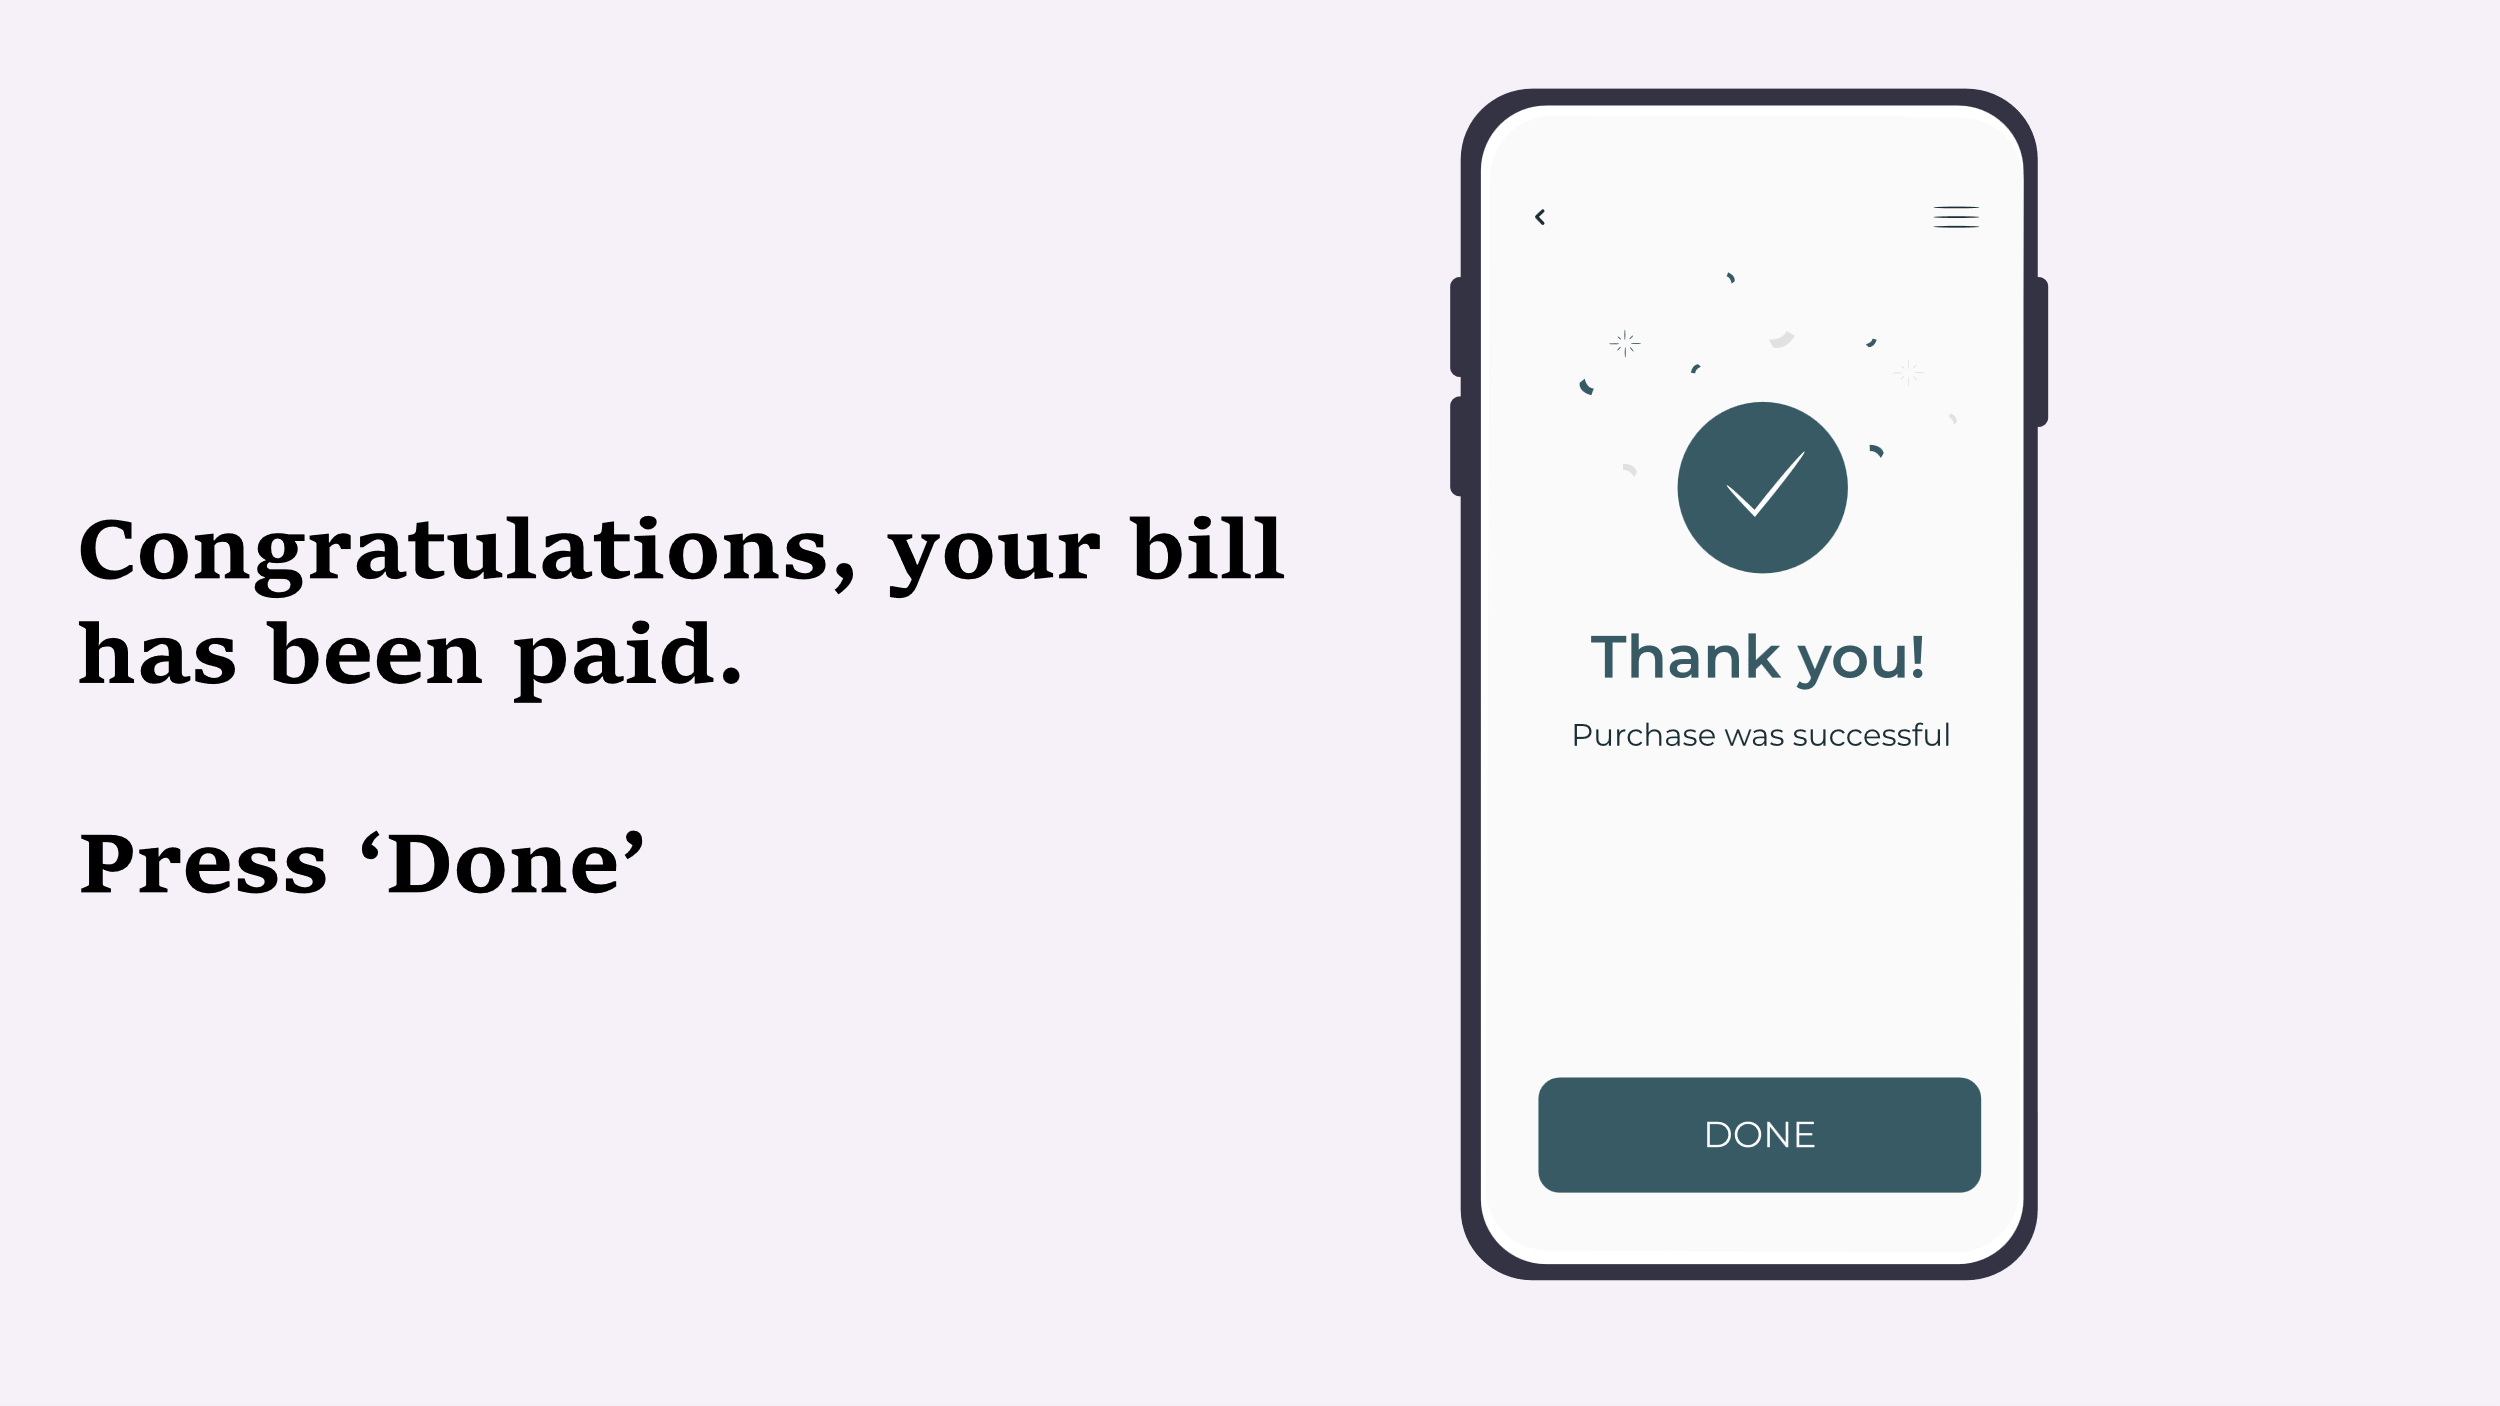 Congratulations, your bill
has been paid.
Press ‘Done’
Thank you!
Purchase was successful
DONE